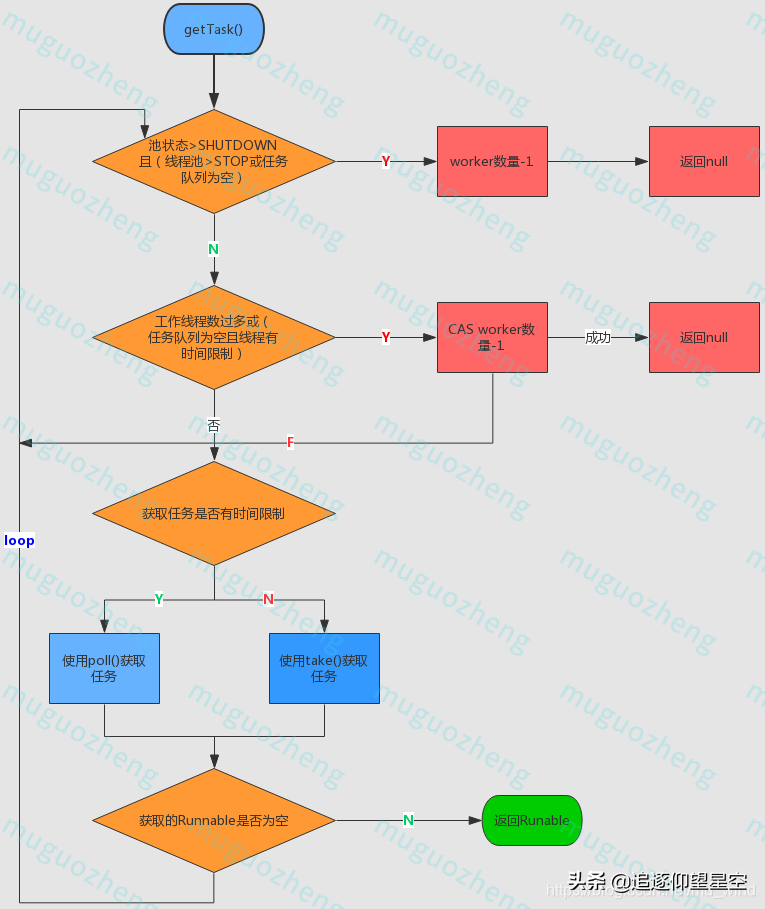 getTask()
池状态>SHUTDOWN
且（线程池>STOP或任务
队列为空）
Y
worker数量-1
返回null
N
工作线程数过多或（
任务队列为空且线程有
时间限制）
Y
CAS worker数
量-1
成功
返回null
否
F
获取任务是否有时间限制
loop
Y
N
使用poll()获取
任务
使用take()获取
任务
获取的Runnable是否为空
N
返回Runable
头条 @追逐仰望星空
muguozheng